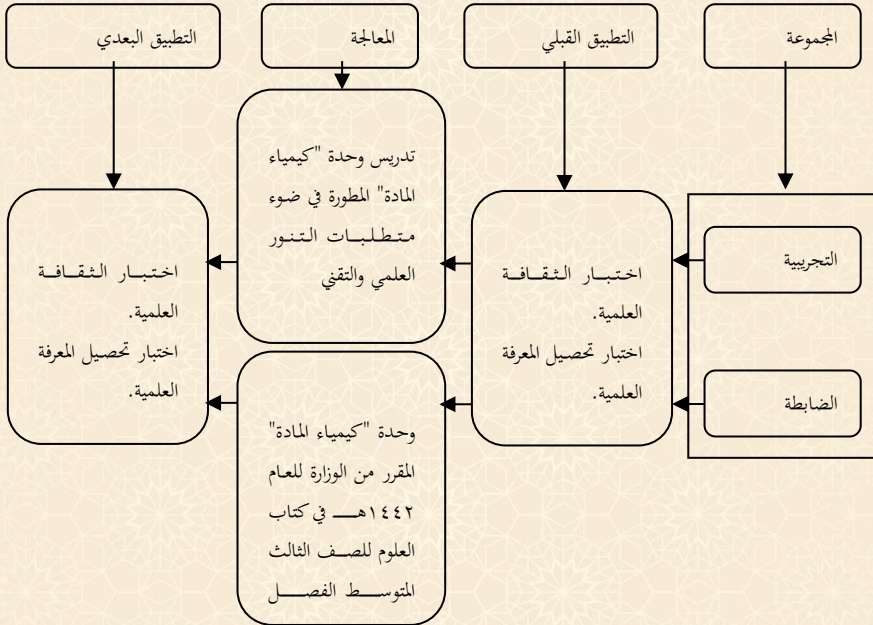 المجموعة
التطبيق القبلي
المعالجة
التطبيق البعدي
التجريبية
الضابطة
اختبار الثقافة
العلمية.
اختبار تحصيل المعرفة
العلمية.
تدريس وحدة "كيمياء
المادة" المطورة في ضوء
متطلبات التنور
العلمي والتقني
وحدة "كيمياء المادة"
المقرر من الوزارة للعام
١٤٤٢هـ في كتاب
العلوم للصف الثالث
المتوسط الفصل
اختبار الثقافة
العلمية.
اختبار تحصيل المعرفة
العلمية.